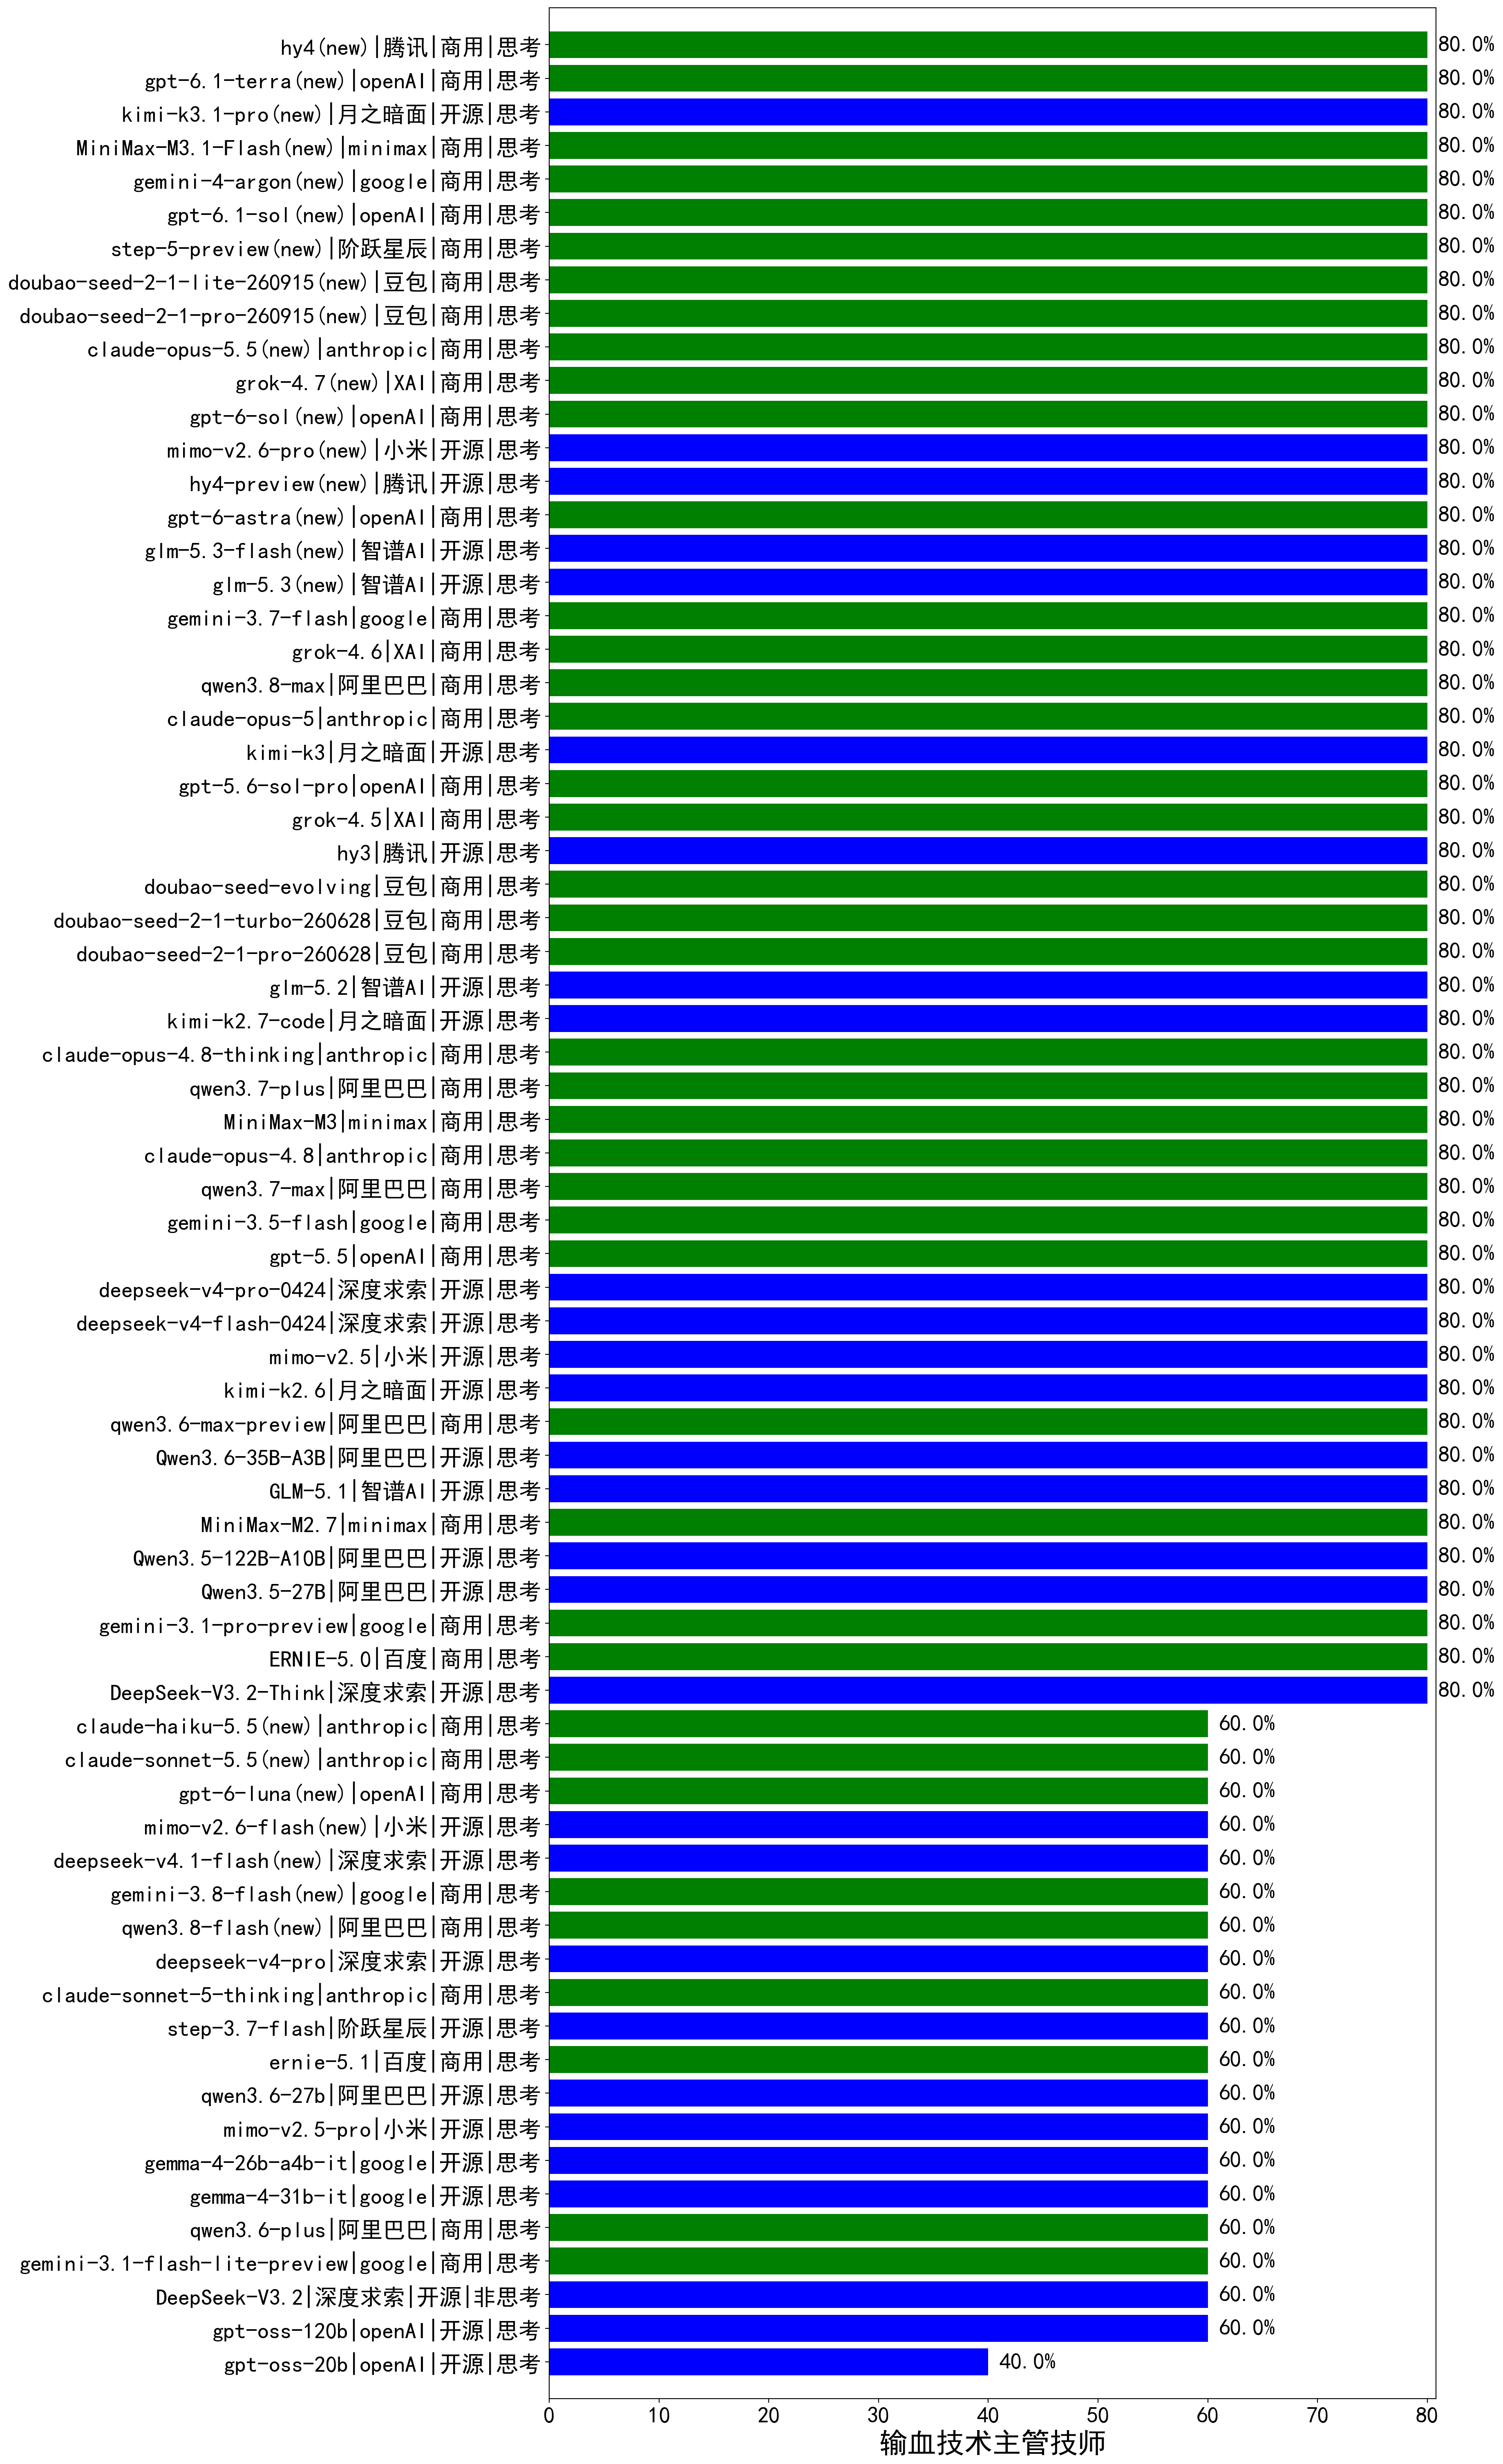 hy4(new)|腾讯|商用|思考 80.0%
gpt-6.1-terra(new)|openAI|商用|思考 80.0%
kimi-k3.1-pro(new)|月之暗面|开源|思考 80.0%
MiniMax-M3.1-Flash(new)|minimax|商用|思考 80.0%
gemini-4-argon(new)|google|商用|思考 80.0%
gpt-6.1-sol(new)|openAI|商用|思考 80.0%
step-5-preview(new)|阶跃星辰|商用|思考 80.0%
doubao-seed-2-1-lite-260915(new)|豆包|商用|思考 80.0%
doubao-seed-2-1-pro-260915(new)|豆包|商用|思考 80.0%
claude-opus-5.5(new)|anthropic|商用|思考 80.0%
grok-4.7(new)|XAI|商用|思考 80.0%
gpt-6-sol(new)|openAI|商用|思考 80.0%
mimo-v2.6-pro(new)|小米|开源|思考 80.0%
hy4-preview(new)|腾讯|开源|思考 80.0%
gpt-6-astra(new)|openAI|商用|思考 80.0%
glm-5.3-flash(new)|智谱AI|开源|思考 80.0%
glm-5.3(new)|智谱AI|开源|思考 80.0%
gemini-3.7-flash|google|商用|思考 80.0%
grok-4.6|XAI|商用|思考 80.0%
qwen3.8-max|阿里巴巴|商用|思考 80.0%
claude-opus-5|anthropic|商用|思考 80.0%
kimi-k3|月之暗面|开源|思考 80.0%
gpt-5.6-sol-pro|openAI|商用|思考 80.0%
grok-4.5|XAI|商用|思考 80.0%
hy3|腾讯|开源|思考 80.0%
doubao-seed-evolving|豆包|商用|思考 80.0%
doubao-seed-2-1-turbo-260628|豆包|商用|思考 80.0%
doubao-seed-2-1-pro-260628|豆包|商用|思考 80.0%
glm-5.2|智谱AI|开源|思考 80.0%
kimi-k2.7-code|月之暗面|开源|思考 80.0%
claude-opus-4.8-thinking|anthropic|商用|思考 80.0%
qwen3.7-plus|阿里巴巴|商用|思考 80.0%
MiniMax-M3|minimax|商用|思考 80.0%
claude-opus-4.8|anthropic|商用|思考 80.0%
qwen3.7-max|阿里巴巴|商用|思考 80.0%
gemini-3.5-flash|google|商用|思考 80.0%
gpt-5.5|openAI|商用|思考 80.0%
deepseek-v4-pro-0424|深度求索|开源|思考 80.0%
deepseek-v4-flash-0424|深度求索|开源|思考 80.0%
mimo-v2.5|小米|开源|思考 80.0%
kimi-k2.6|月之暗面|开源|思考 80.0%
qwen3.6-max-preview|阿里巴巴|商用|思考 80.0%
Qwen3.6-35B-A3B|阿里巴巴|开源|思考 80.0%
GLM-5.1|智谱AI|开源|思考 80.0%
MiniMax-M2.7|minimax|商用|思考 80.0%
Qwen3.5-122B-A10B|阿里巴巴|开源|思考 80.0%
Qwen3.5-27B|阿里巴巴|开源|思考 80.0%
gemini-3.1-pro-preview|google|商用|思考 80.0%
ERNIE-5.0|百度|商用|思考 80.0%
DeepSeek-V3.2-Think|深度求索|开源|思考 80.0%
claude-haiku-5.5(new)|anthropic|商用|思考 60.0%
claude-sonnet-5.5(new)|anthropic|商用|思考 60.0%
gpt-6-luna(new)|openAI|商用|思考 60.0%
mimo-v2.6-flash(new)|小米|开源|思考 60.0%
deepseek-v4.1-flash(new)|深度求索|开源|思考 60.0%
gemini-3.8-flash(new)|google|商用|思考 60.0%
qwen3.8-flash(new)|阿里巴巴|商用|思考 60.0%
deepseek-v4-pro|深度求索|开源|思考 60.0%
claude-sonnet-5-thinking|anthropic|商用|思考 60.0%
step-3.7-flash|阶跃星辰|开源|思考 60.0%
ernie-5.1|百度|商用|思考 60.0%
qwen3.6-27b|阿里巴巴|开源|思考 60.0%
mimo-v2.5-pro|小米|开源|思考 60.0%
gemma-4-26b-a4b-it|google|开源|思考 60.0%
gemma-4-31b-it|google|开源|思考 60.0%
qwen3.6-plus|阿里巴巴|商用|思考 60.0%
gemini-3.1-flash-lite-preview|google|商用|思考 60.0%
DeepSeek-V3.2|深度求索|开源|非思考 60.0%
gpt-oss-120b|openAI|开源|思考 60.0%
gpt-oss-20b|openAI|开源|思考 40.0%
0 10 20 30 40 50 60 70 80
输血技术主管技师